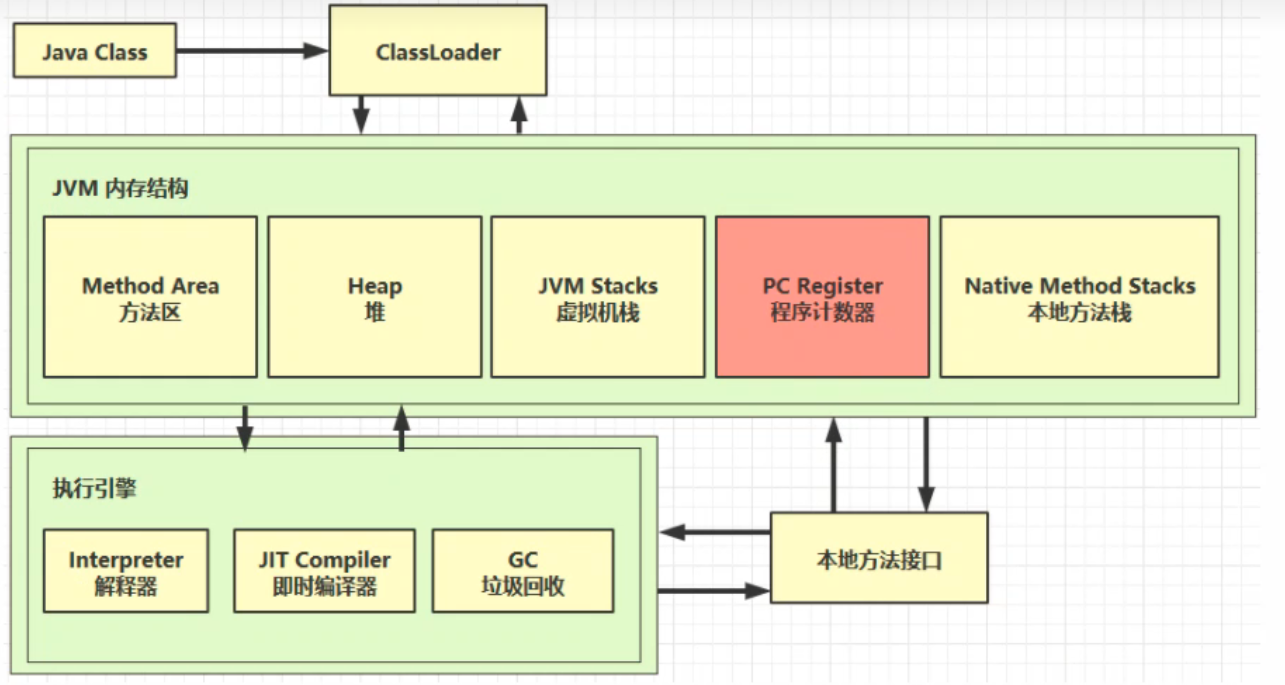 Java Class
ClassLoader
JVM 内存结构
Method Area
方法区
Heap
堆
JVM Stacks
虚拟机栈
PC Register
程序计数器
Native Method Stacks
本地方法栈
执行引擎
Interpreter
解释器
JIT Compiler
即时编译器
GC
垃圾回收
本地方法接口